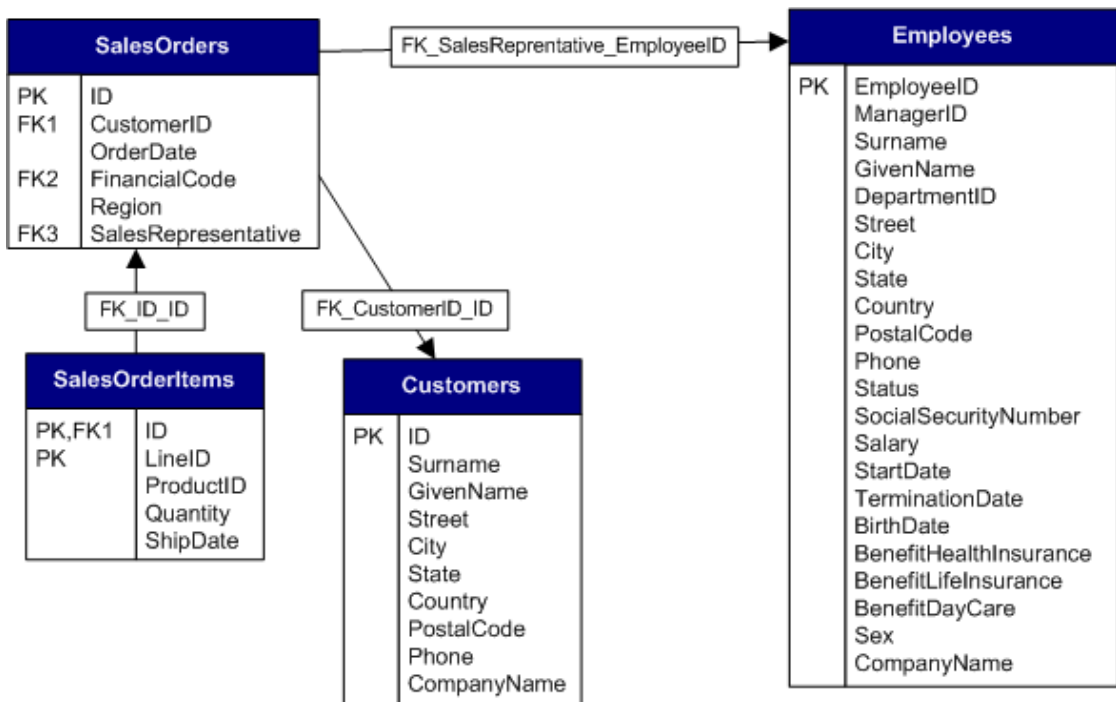 SalesOrders
PK ID
FK1 CustomerID
OrderDate
FK2 FinancialCode
Region
FK3 SalesRepresentative
FK_SalesReprentative_EmployeeID
Employees
PK EmployeeID
ManagerID
Surname
GivenName
DepartmentID
Street
City
State
Country
PostalCode
Phone
Status
SocialSecurityNumber
Salary
StartDate
TerminationDate
BirthDate
BenefitHealthInsurance
BenefitLifeInsurance
BenefitDayCare
Sex
CompanyName
FK_ID_ID
FK_CustomerID_ID
SalesOrderItems
PK,FK1 ID
PK LineID
ProductID
Quantity
ShipDate
Customers
PK ID
Surname
GivenName
Street
City
State
Country
PostalCode
Phone
CompanyName